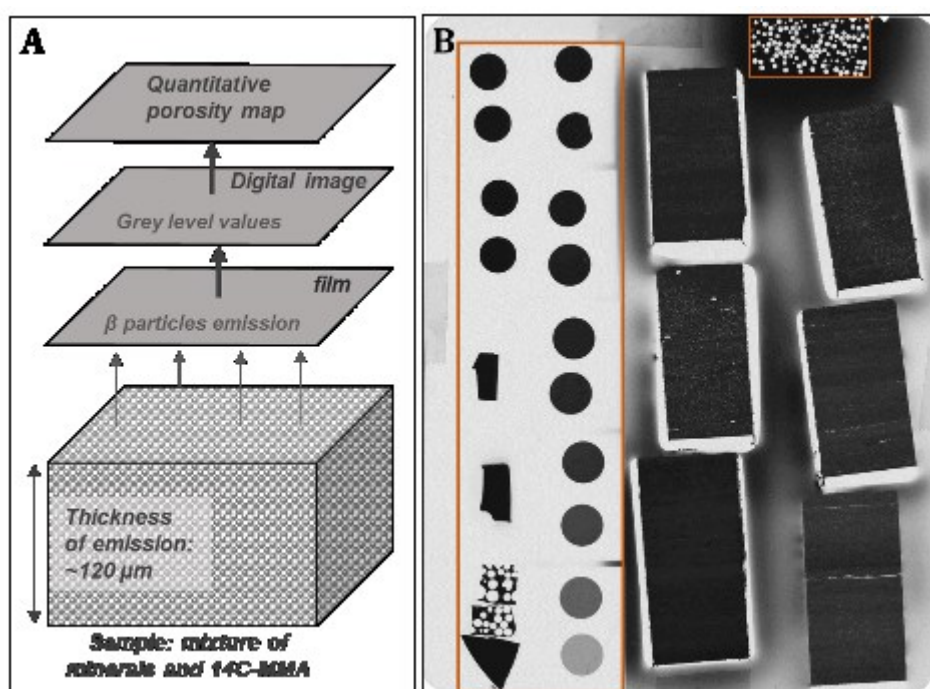 A
Quantitative
porosity map
Digital image
Grey level values
film
β particles emission
Thickness
of emission:
~120 µm
Sample: mixture of
minerals and 14C-MMA
B